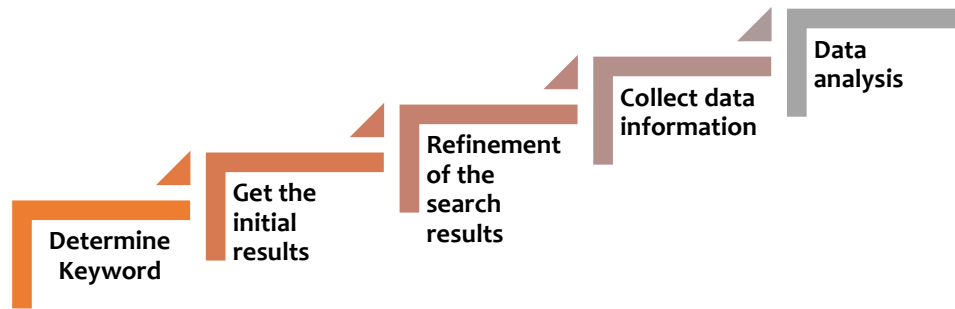 Determine
Keyword
Get the
initial
results
Refinement
of the
search
results
Collect data
information
Data
analysis